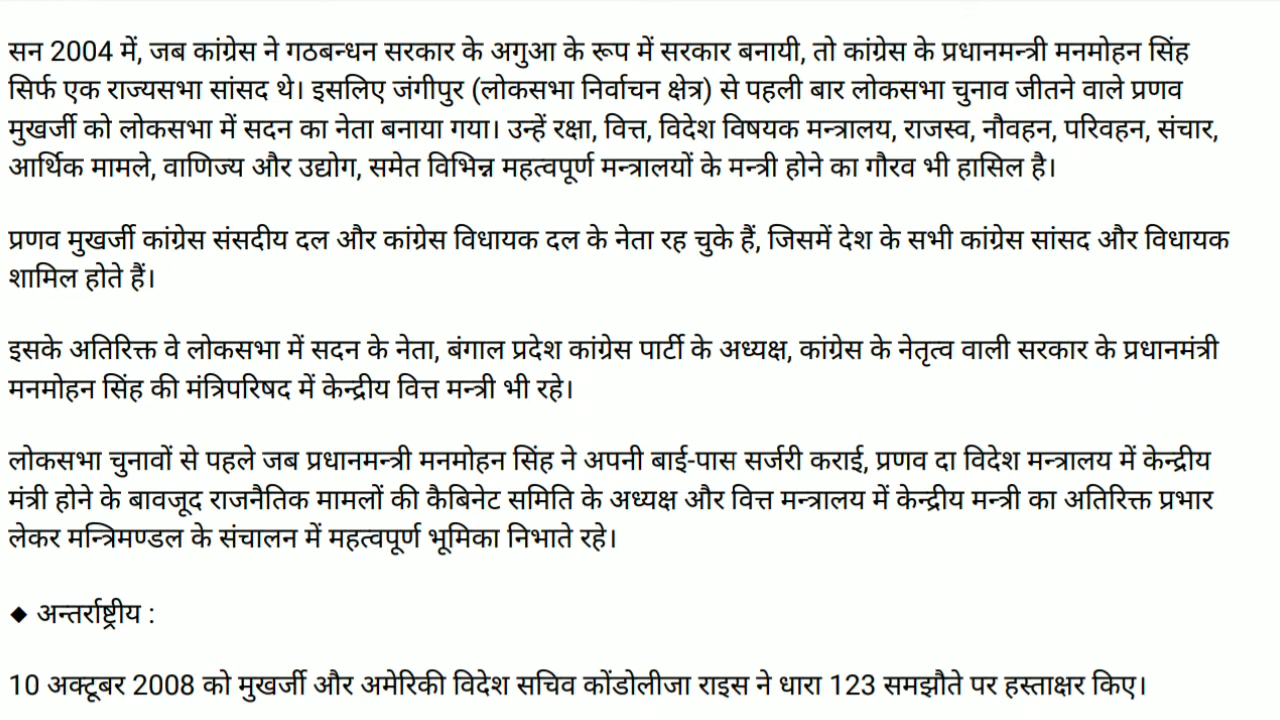 सन 2004 में, जब कांग्रेस ने गठबन्धन सरकार के अगुआ के रूप में सरकार बनायी, तो कांग्रेस के प्रधानमन्त्री मनमोहन सिंह
सिर्फ एक राज्यसभा सांसद थे। इसलिए जंगीपुर (लोकसभा निर्वाचन क्षेत्र) से पहली बार लोकसभा चुनाव जीतने वाले प्रणव
मुखर्जी को लोकसभा में सदन का नेता बनाया गया। उन्हें रक्षा, वित्त, विदेश विषयक मन्त्रालय, राजस्व, नौवहन, परिवहन, संचार,
आर्थिक मामले, वाणिज्य और उद्योग, समेत विभिन्न महत्वपूर्ण मन्त्रालयों के मन्त्री होने का गौरव भी हासिल है।
प्रणव मुखर्जी कांग्रेस संसदीय दल और कांग्रेस विधायक दल के नेता रह चुके हैं, जिसमें देश के सभी कांग्रेस सांसद और विधायक
शामिल होते हैं।
इसके अतिरिक्त वे लोकसभा में सदन के नेता, बंगाल प्रदेश कांग्रेस पार्टी के अध्यक्ष, कांग्रेस के नेतृत्व वाली सरकार के प्रधानमंत्री
मनमोहन सिंह की मंत्रिपरिषद में केन्द्रीय वित्त मन्त्री भी रहे।
लोकसभा चुनावों से पहले जब प्रधानमन्त्री मनमोहन सिंह ने अपनी बाई-पास सर्जरी कराई, प्रणव दा विदेश मन्त्रालय में केन्द्रीय
मंत्री होने के बावजूद राजनैतिक मामलों की कैबिनेट समिति के अध्यक्ष और वित्त मन्त्रालय में केन्द्रीय मन्त्री का अतिरिक्त प्रभार
लेकर मन्त्रिमण्डल के संचालन में महत्वपूर्ण भूमिका निभाते रहे।
◆ अन्तर्राष्ट्रीय :
10 अक्टूबर 2008 को मुखर्जी और अमेरिकी विदेश सचिव कोंडोलीजा राइस ने धारा 123 समझौते पर हस्ताक्षर किए।